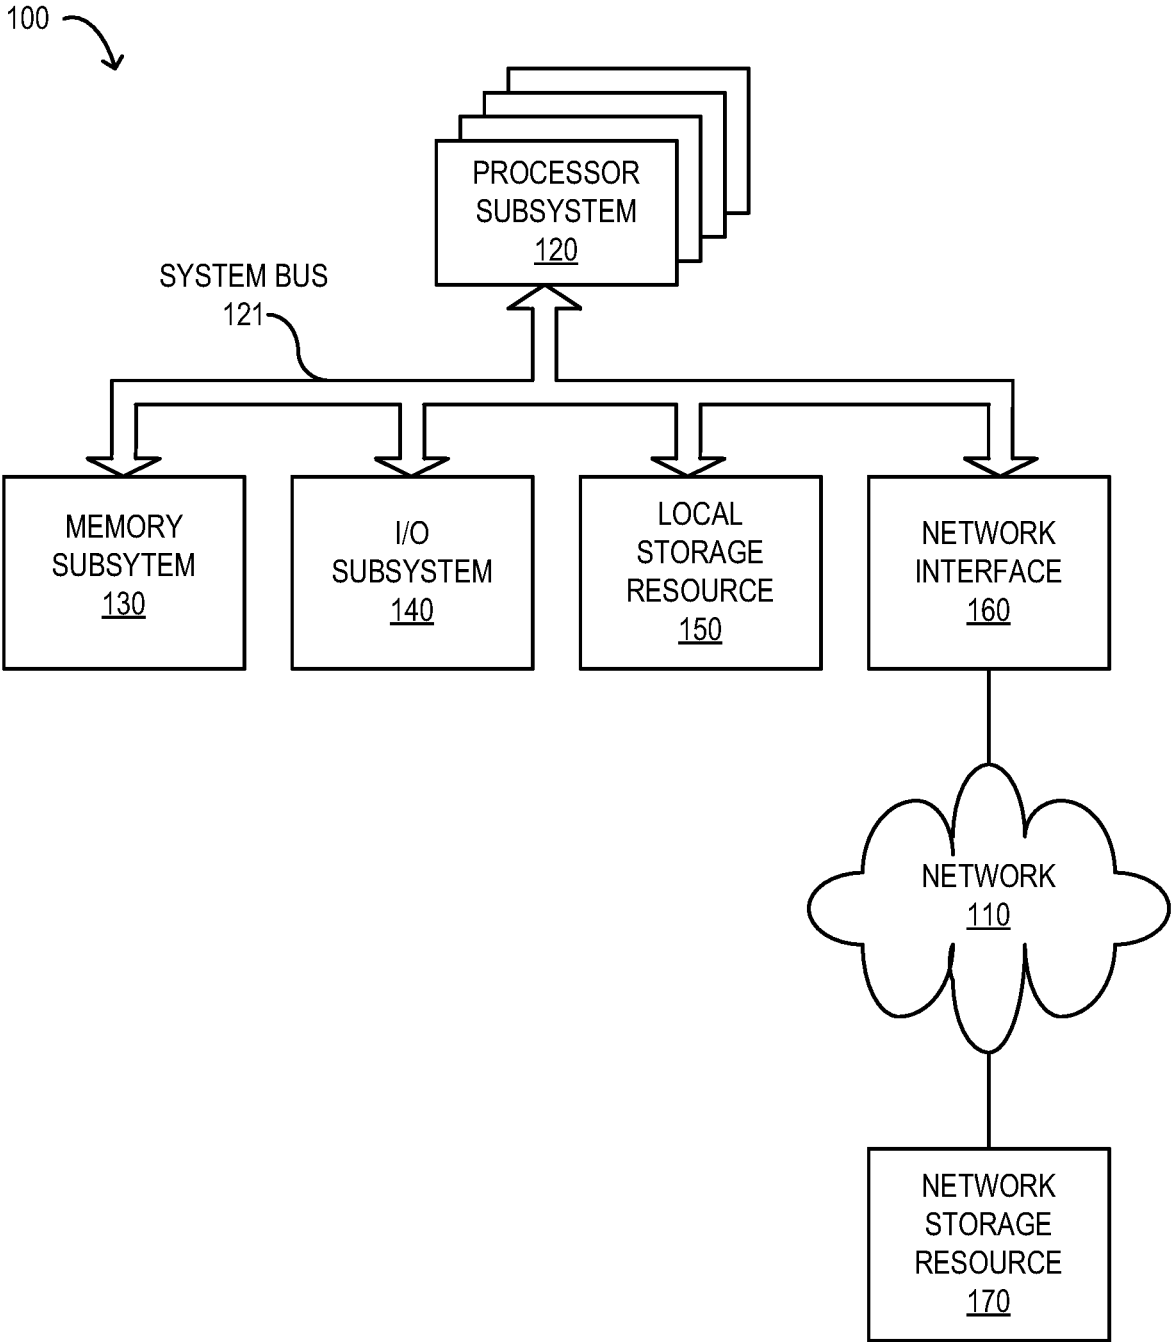 100
PROCESSOR
SUBSYSTEM
120
SYSTEM BUS
121
MEMORY
SUBSYTEM
130
I/O
SUBSYSTEM
140
LOCAL
STORAGE
RESOURCE
150
NETWORK
INTERFACE
160
NETWORK
110
NETWORK
STORAGE
RESOURCE
170